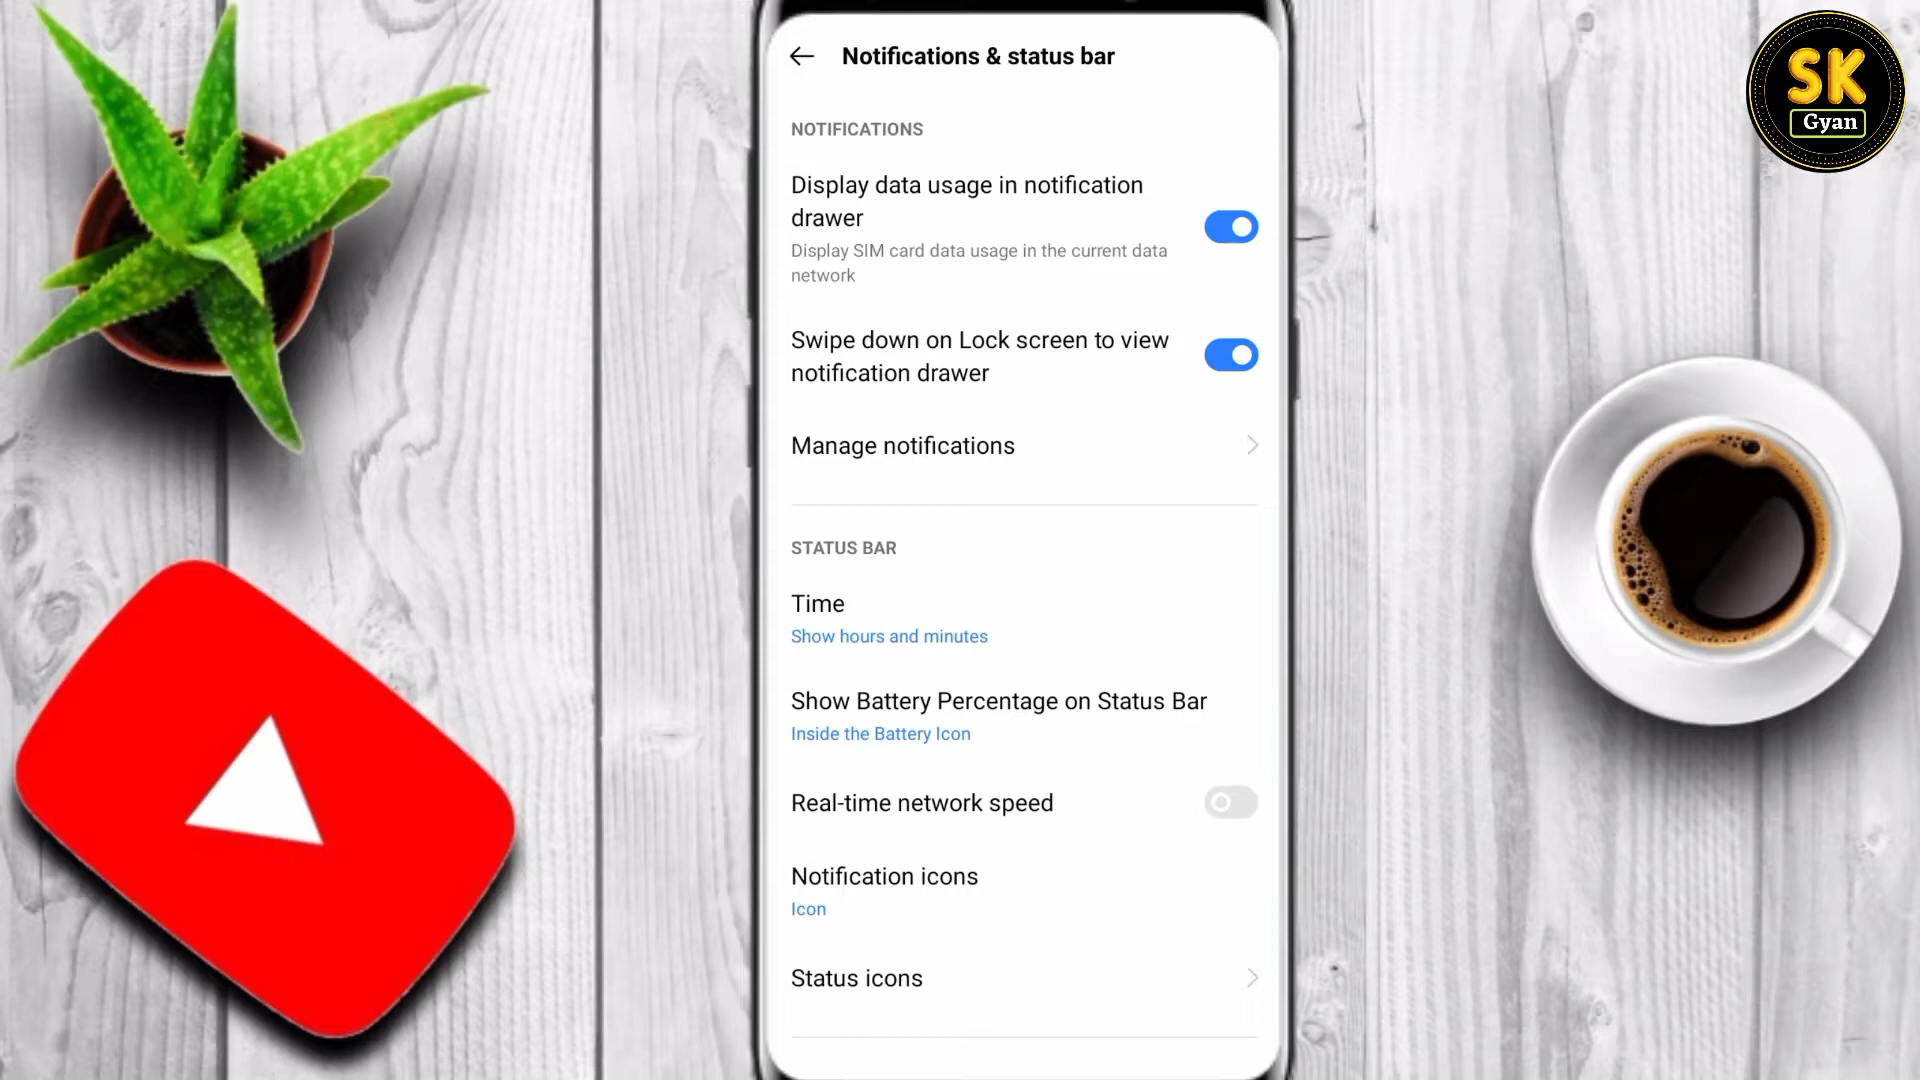 Notifications & status bar
NOTIFICATIONS
Display data usage in notification
drawer
Display SIM card data usage in the current data
network
Swipe down on Lock screen to view
notification drawer
Manage notifications
STATUS BAR
Time
Show hours and minutes
Show Battery Percentage on Status Bar
Inside the Battery Icon
Real-time network speed
Notification icons
Icon
Status icons
SK
Gyan